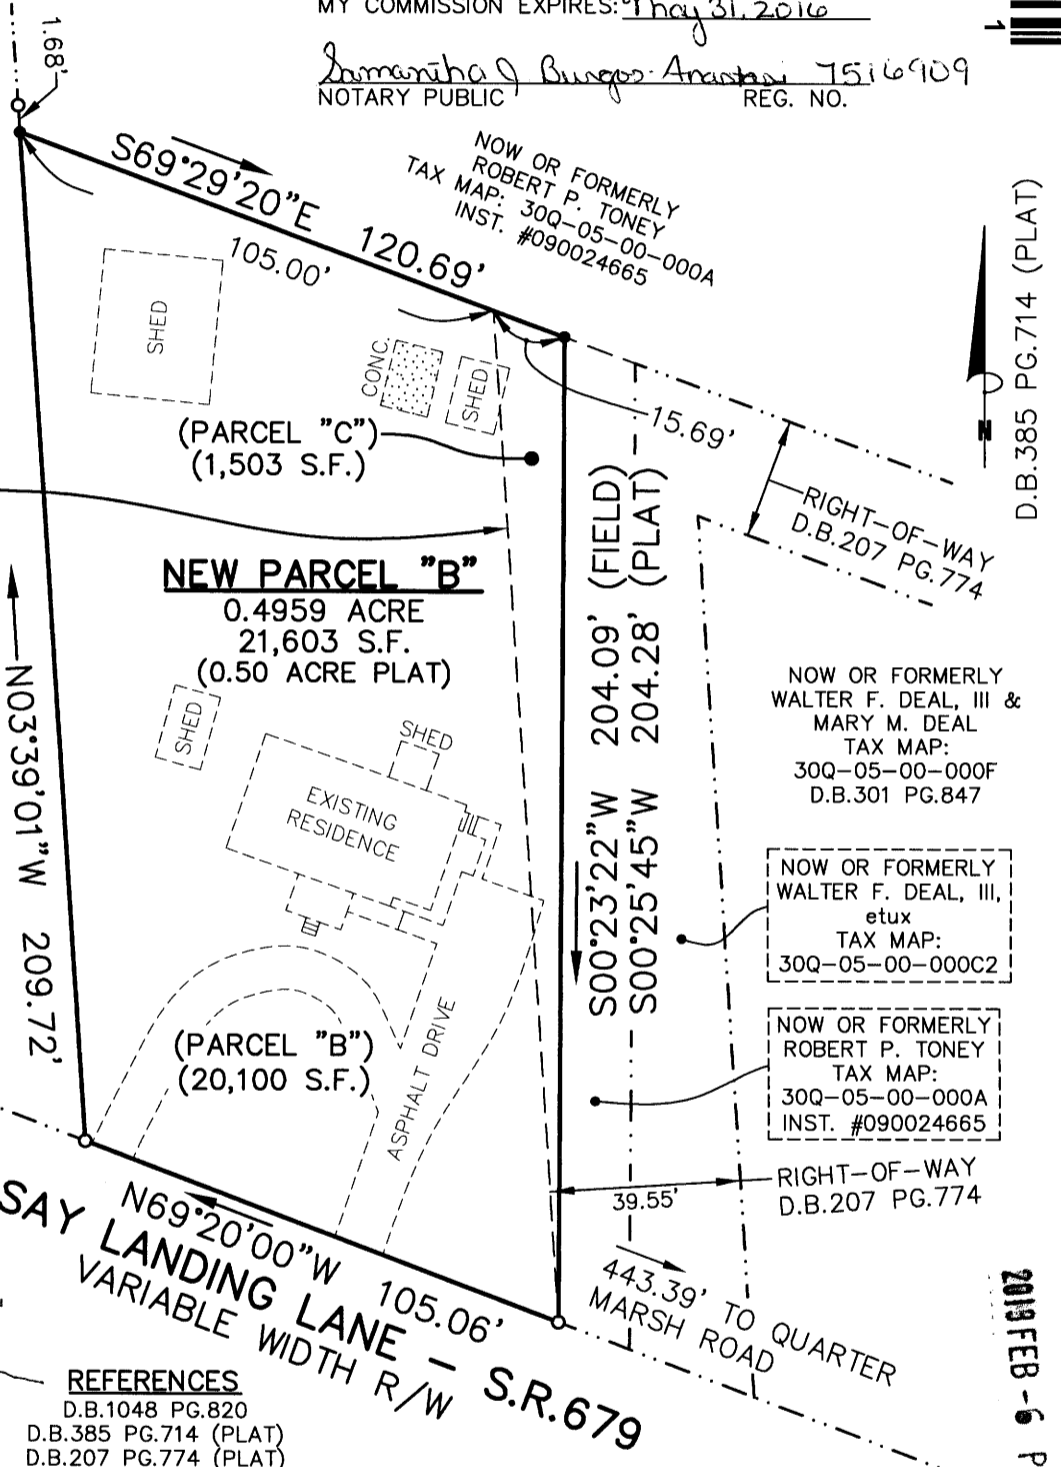 MY COMMISSION EXPIRES: May 31, 2016
Samantha J Burgos-Anastasi 7516909
NOTARY PUBLIC REG. NO.
1
1.68'
S69°29'20"E 120.69'
105.00'
NOW OR FORMERLY
ROBERT P. TONEY
TAX MAP: 30Q-05-00-000A
INST. #090024665
D.B.385 PG.714 (PLAT)
N
SHED
CONC.
SHED
15.69'
(PARCEL "C")
(1,503 S.F.)
RIGHT-OF-WAY
D.B.207 PG.774
NEW PARCEL "B"
0.4959 ACRE
21,603 S.F.
(0.50 ACRE PLAT)
S00°23'22"W 204.09' (FIELD)
S00°25'45"W 204.28' (PLAT)
N03°39'01"W 209.72'
NOW OR FORMERLY
WALTER F. DEAL, III &
MARY M. DEAL
TAX MAP:
30Q-05-00-000F
D.B.301 PG.847
SHED
SHED
EXISTING
RESIDENCE
NOW OR FORMERLY
WALTER F. DEAL, III,
etux
TAX MAP:
30Q-05-00-000C2
NOW OR FORMERLY
ROBERT P. TONEY
TAX MAP:
30Q-05-00-000A
INST. #090024665
(PARCEL "B")
(20,100 S.F.)
ASPHALT DRIVE
RIGHT-OF-WAY
D.B.207 PG.774
39.55'
N69°20'00"W 105.06'
SAY LANDING LANE - S.R.679
VARIABLE WIDTH R/W
443.39' TO QUARTER
MARSH ROAD
2019 FEB -6 P
REFERENCES
D.B.1048 PG.820
D.B.385 PG.714 (PLAT)
D.B.207 PG.774 (PLAT)